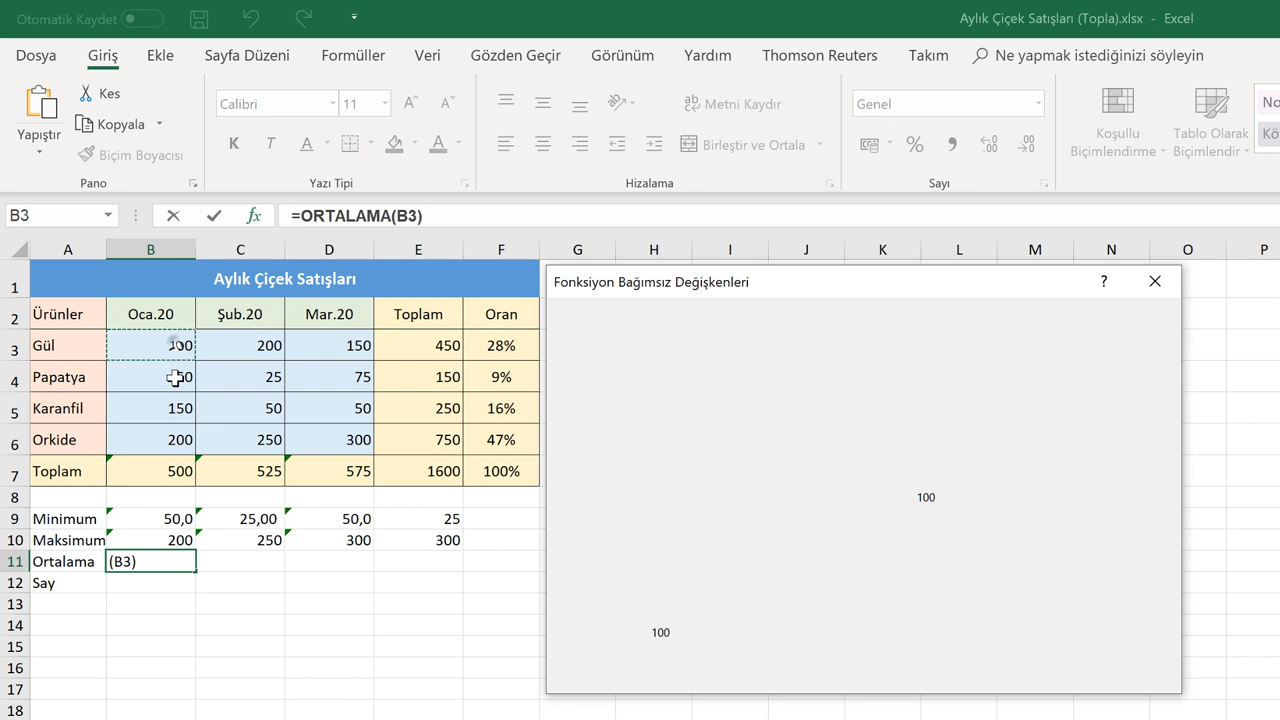 Otomatik Kaydet
Aylık Çiçek Satışları (Topla).xlsx - Excel
Dosya Giriş Ekle Sayfa Düzeni Formüller Veri Gözden Geçir Görünüm Yardım Thomson Reuters Takım Ne yapmak istediğinizi söyleyin
Yapıştır
Kes
Kopyala
Biçim Boyacısı
Pano
Calibri 11
K T A A
Yazı Tipi
Metni Kaydır
Birleştir ve Ortala
Hizalama
Genel
%
Sayı
Koşullu
Biçimlendirme
Tablo Olarak
Biçimlendir
B3
fx
=ORTALAMA(B3)
A B C D E F G H I J K L M N O P
1 Aylık Çiçek Satışları
2 Ürünler Oca.20 Şub.20 Mar.20 Toplam Oran
3 Gül 100 200 150 450 28%
4 Papatya 25 75 150 9%
5 Karanfil 150 50 50 250 16%
6 Orkide 200 250 300 750 47%
7 Toplam 500 525 575 1600 100%
8
9 Minimum 50,0 25,00 50,0 25
10 Maksimum 200 250 300 300
11 Ortalama (B3)
12 Say
13
14
15
16
17
18
Fonksiyon Bağımsız Değişkenleri ?
100
100